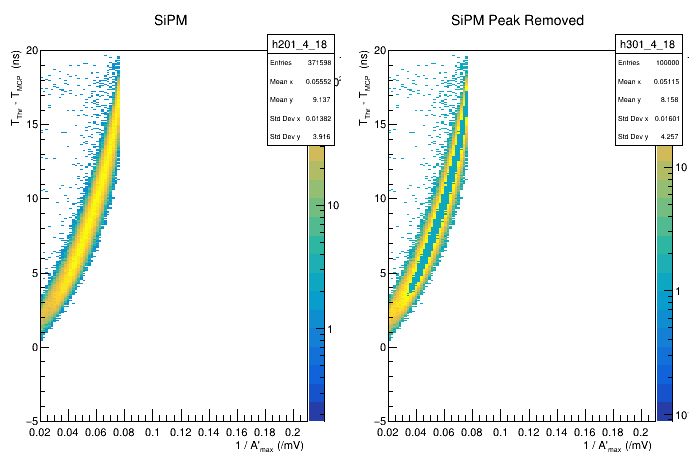 SiPM
h201_4_18
Entries 371598
Mean x 0.05552
Mean y 9.137
Std Dev x 0.01382
Std Dev y 3.916
T_Thr - T_MCP (ns)
20
15
10
5
0
−5
0.02 0.04 0.06 0.08 0.1 0.12 0.14 0.16 0.18 0.2
1 / A'_max (/mV)
10
1
SiPM Peak Removed
h301_4_18
Entries 100000
Mean x 0.05115
Mean y 8.158
Std Dev x 0.01601
Std Dev y 4.257
T_Thr - T_MCP (ns)
20
15
10
5
0
−5
0.02 0.04 0.06 0.08 0.1 0.12 0.14 0.16 0.18 0.2
1 / A'_max (/mV)
10
1